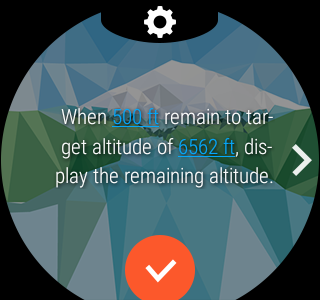 When 500 ft remain to tar-
get altitude of 6562 ft, dis-
play the remaining altitude.